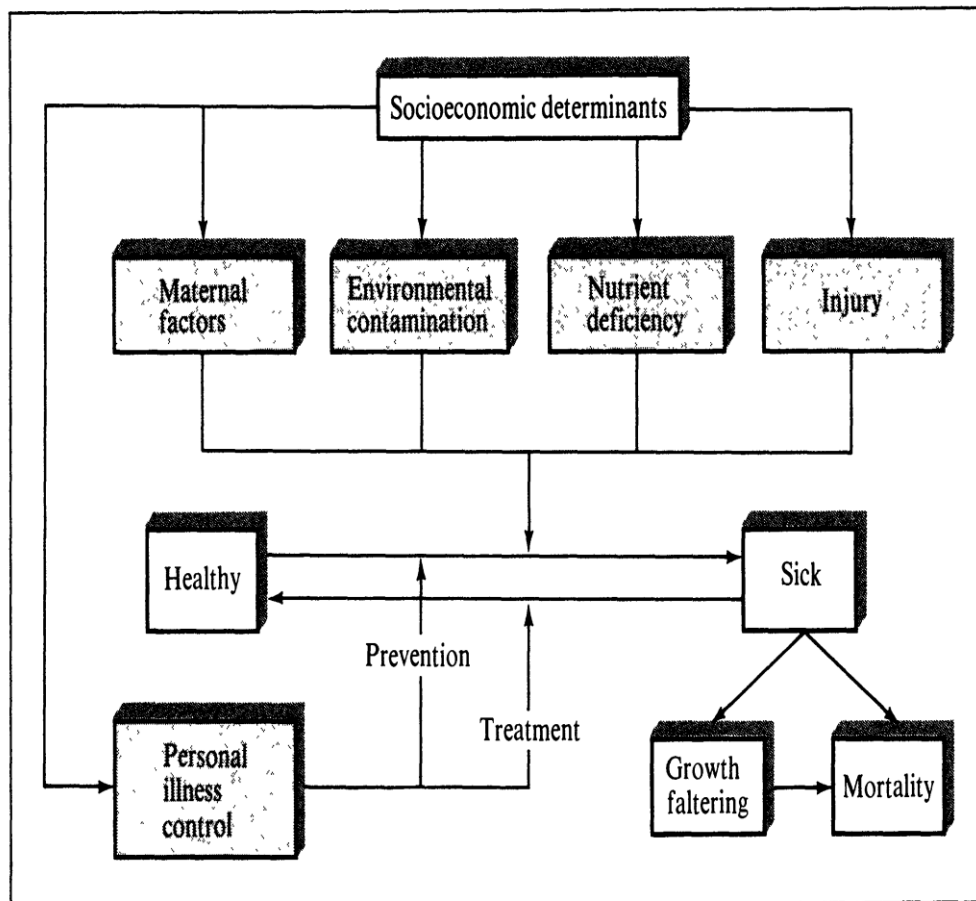 Socioeconomic determinants
Maternal
factors
Environmental
contamination
Nutrient
deficiency
Injury
Healthy
Sick
Prevention
Treatment
Personal
illness
control
Growth
faltering
Mortality